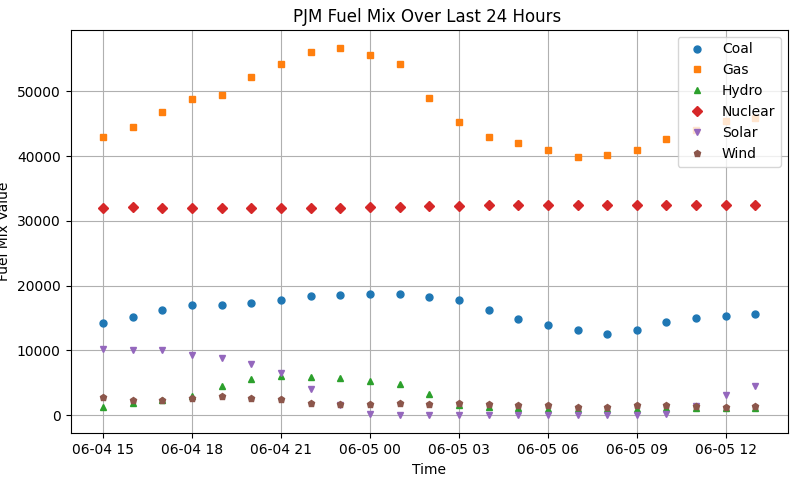 PJM Fuel Mix Over Last 24 Hours
Coal
Gas
Hydro
Nuclear
Solar
Wind
50000
40000
30000
20000
10000
0
Fuel Mix Value
06-04 15 06-04 18 06-04 21 06-05 00 06-05 03 06-05 06 06-05 09 06-05 12
Time